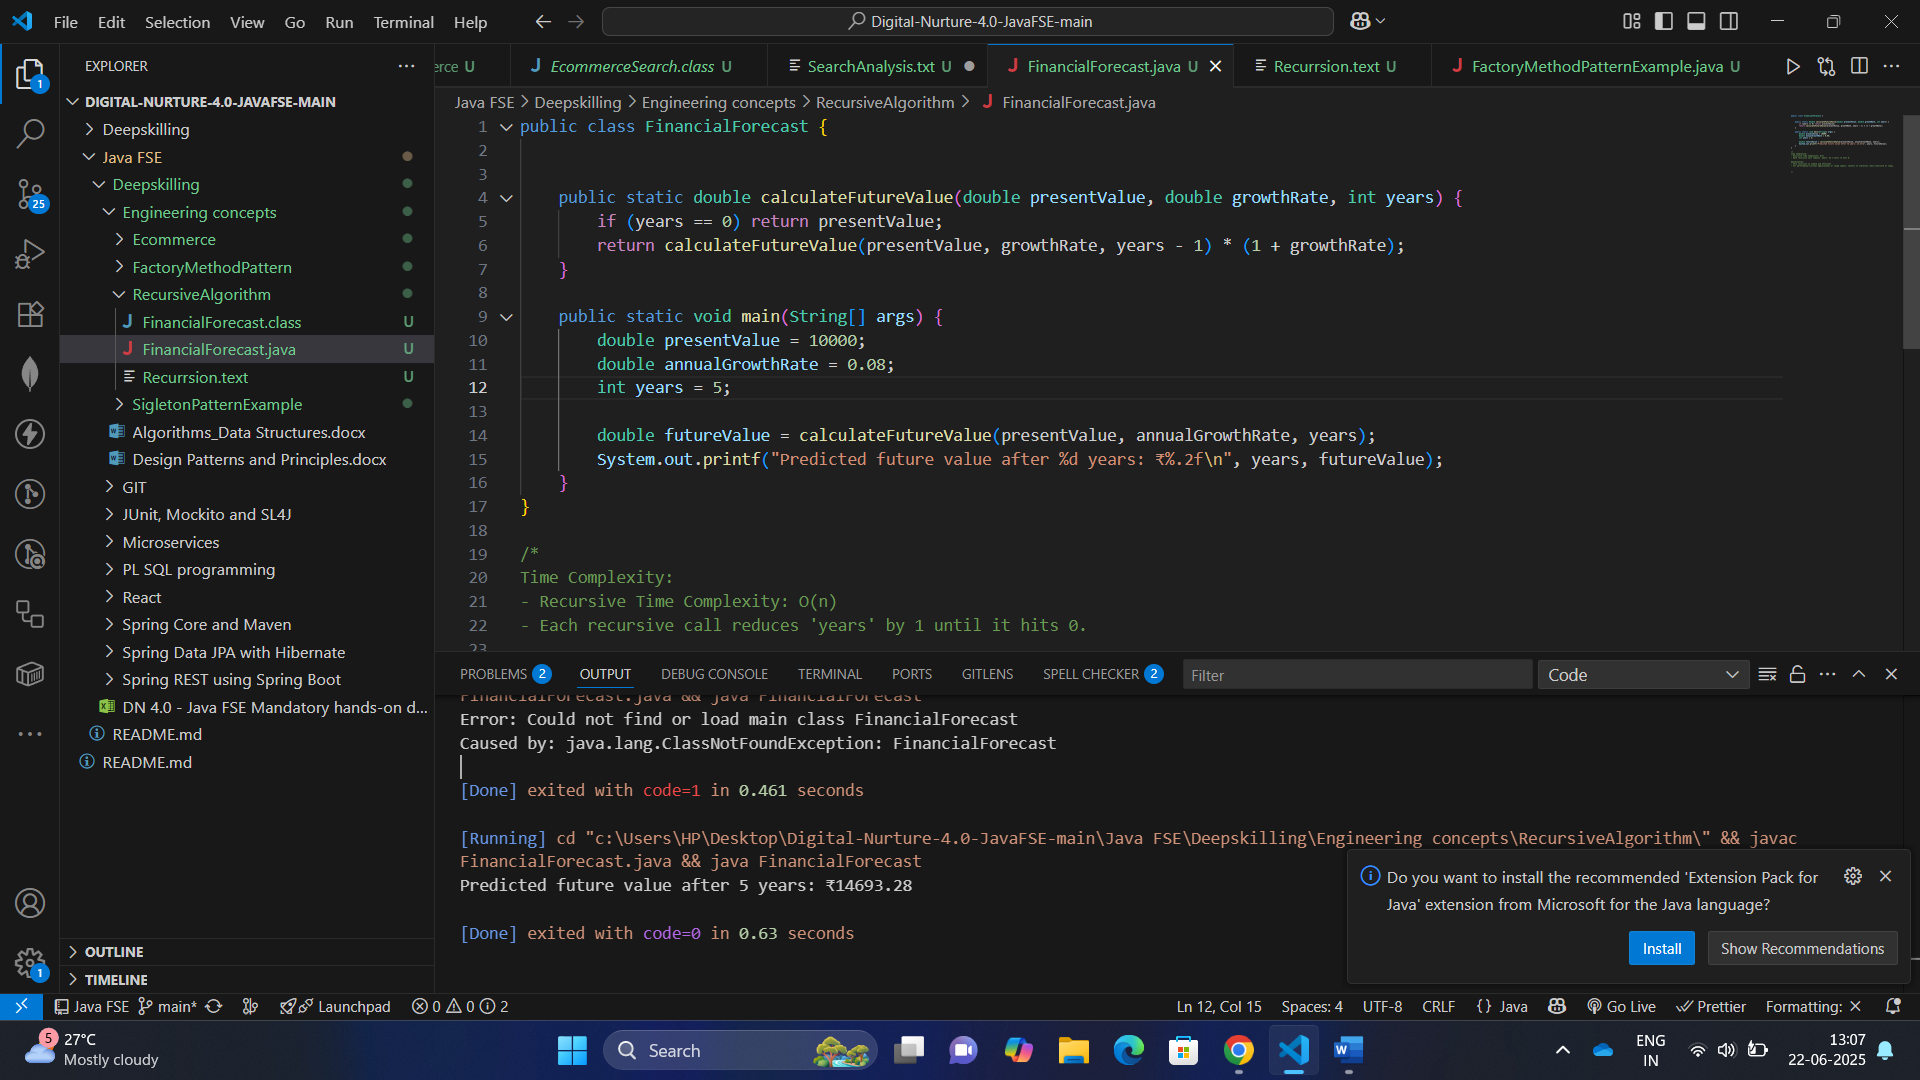 File Edit Selection View Go Run Terminal Help
Digital-Nurture-4.0-JavaFSE-main
EXPLORER
erce U
EcommerceSearch.class U
SearchAnalysis.txt U
FinancialForecast.java U
Recurrsion.text U
FactoryMethodPatternExample.java U
DIGITAL-NURTURE-4.0-JAVAFSE-MAIN
Deepskilling
Java FSE
Deepskilling
Engineering concepts
Ecommerce
FactoryMethodPattern
RecursiveAlgorithm
FinancialForecast.class U
FinancialForecast.java U
Recurrsion.text U
SigletonPatternExample
Algorithms_Data Structures.docx
Design Patterns and Principles.docx
GIT
JUnit, Mockito and SL4J
Microservices
PL SQL programming
React
Spring Core and Maven
Spring Data JPA with Hibernate
Spring REST using Spring Boot
DN 4.0 - Java FSE Mandatory hands-on d...
README.md
README.md
OUTLINE
TIMELINE
1
25
1
Java FSE > Deepskilling > Engineering concepts > RecursiveAlgorithm > FinancialForecast.java
1 public class FinancialForecast {
2
3
4 public static double calculateFutureValue(double presentValue, double growthRate, int years) {
5 if (years == 0) return presentValue;
6 return calculateFutureValue(presentValue, growthRate, years - 1) * (1 + growthRate);
7 }
8
9 public static void main(String[] args) {
10 double presentValue = 10000;
11 double annualGrowthRate = 0.08;
12 int years = 5;
13
14 double futureValue = calculateFutureValue(presentValue, annualGrowthRate, years);
15 System.out.printf("Predicted future value after %d years: ₹%.2f\n", years, futureValue);
16 }
17 }
18
19 /*
20 Time Complexity:
21 - Recursive Time Complexity: O(n)
22 - Each recursive call reduces 'years' by 1 until it hits 0.
23
PROBLEMS 2 OUTPUT DEBUG CONSOLE TERMINAL PORTS GITLENS SPELL CHECKER 2 Filter Code
FinancialForecast.java && java FinancialForecast
Error: Could not find or load main class FinancialForecast
Caused by: java.lang.ClassNotFoundException: FinancialForecast
[Done] exited with code=1 in 0.461 seconds
[Running] cd "c:\Users\HP\Desktop\Digital-Nurture-4.0-JavaFSE-main\Java FSE\Deepskilling\Engineering concepts\RecursiveAlgorithm\" && javac
FinancialForecast.java && java FinancialForecast
Predicted future value after 5 years: ₹14693.28
[Done] exited with code=0 in 0.63 seconds
Do you want to install the recommended 'Extension Pack for
Java' extension from Microsoft for the Java language?
Install Show Recommendations
Java FSE main* Launchpad 0 0 2 Ln 12, Col 15 Spaces: 4 UTF-8 CRLF {} Java Go Live Prettier Formatting: ×
5 27°C
Mostly cloudy
Search
ENG
IN
13:07
22-06-2025